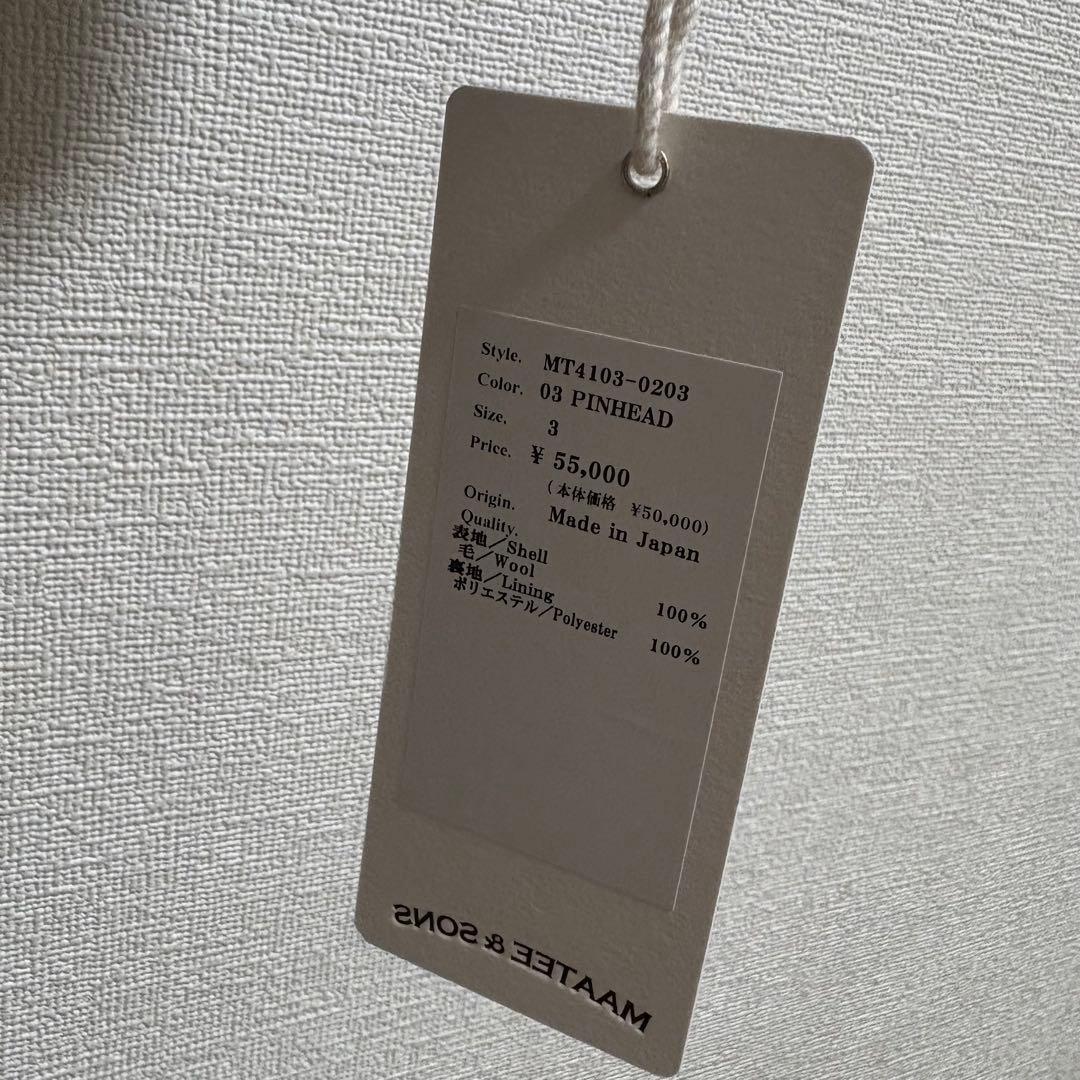 Style. MT4103-0203
Color. 03 PINHEAD
Size. 3
Price. ¥ 55,000
(本体価格 ¥50,000)
Origin. Made in Japan
Quality.
表地/Shell
毛/Wool 100%
裏地/Lining
ポリエステル/Polyester 100%
MAATEE & SONS